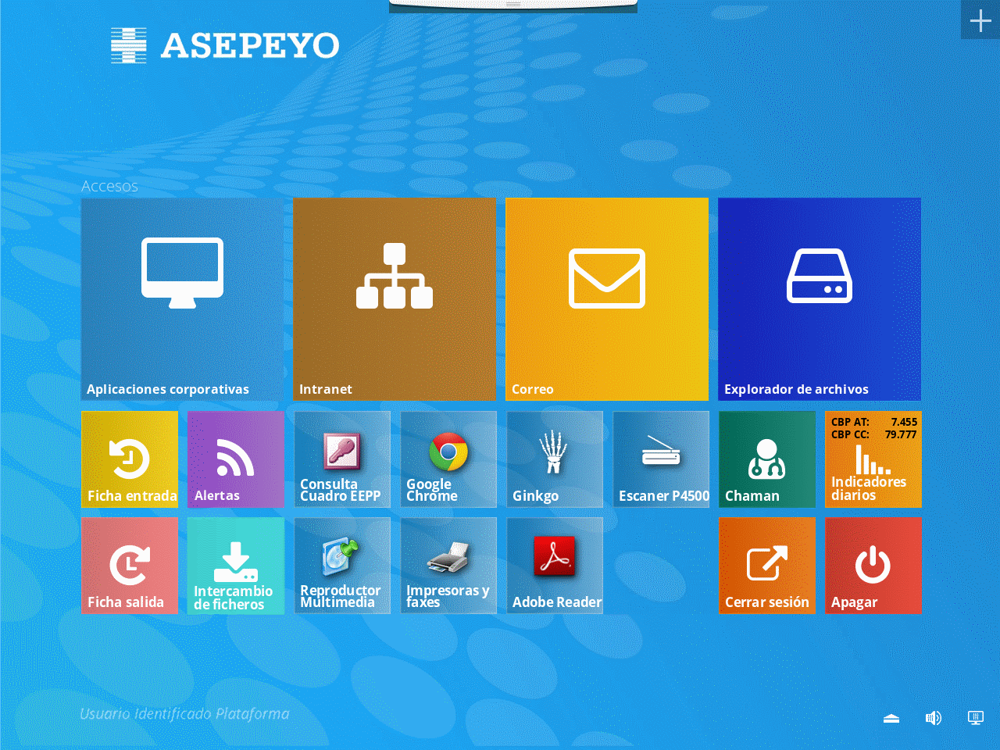 ASEPEYO
Accesos
Aplicaciones corporativas
Intranet
Correo
Explorador de archivos
Ficha entrada
Alertas
Consulta
Cuadro EEPP
Google
Chrome
Ginkgo
Escaner P4500
Chaman
CBP AT: 7.455
CBP CC: 79.777
Indicadores
diarios
Ficha salida
Intercambio
de ficheros
Reproductor
Multimedia
Impresoras y
faxes
Adobe Reader
Cerrar sesión
Apagar
Usuario Identificado Plataforma